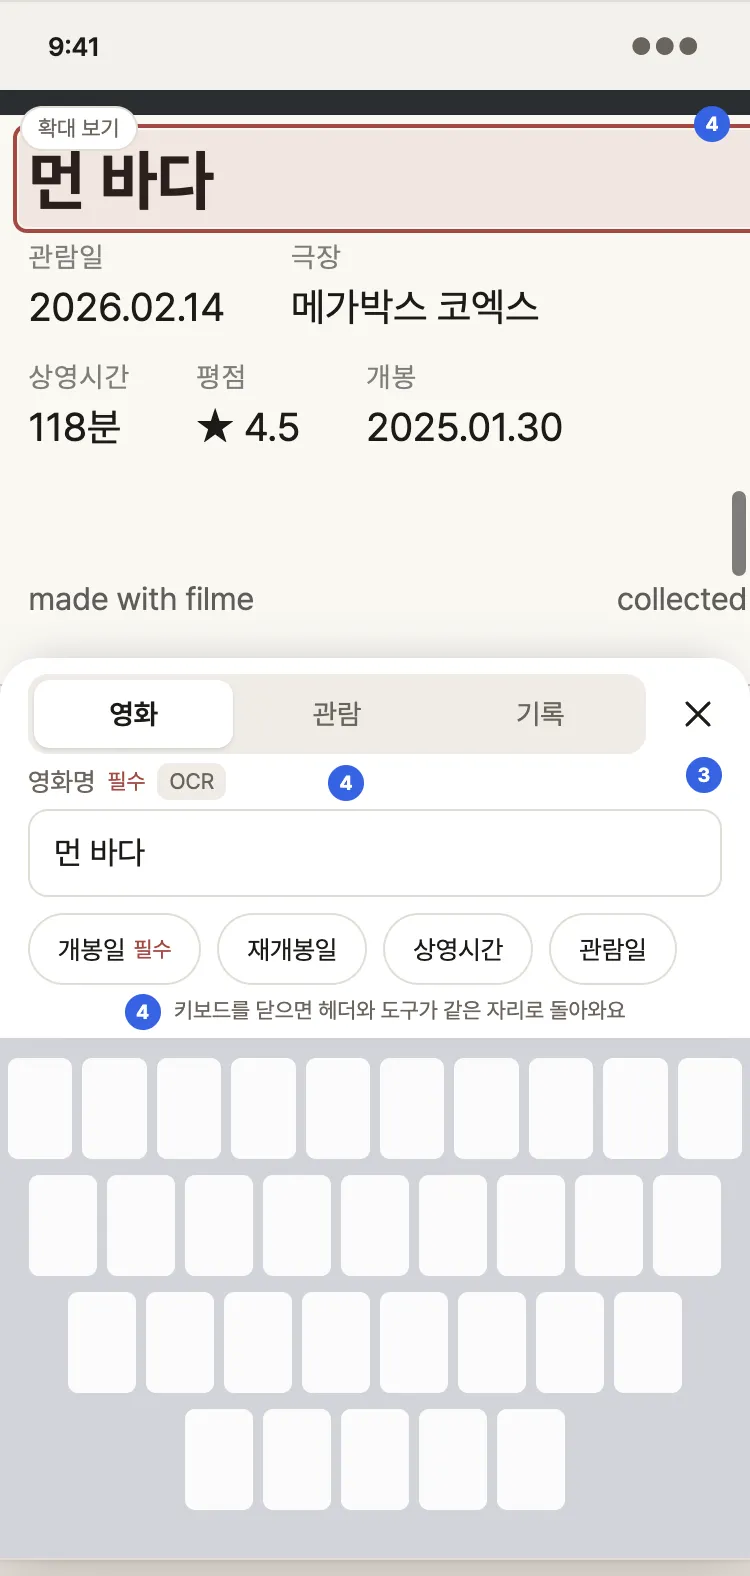 9:41
확대 보기
4
먼 바다
관람일 극장
2026.02.14 메가박스 코엑스
상영시간 평점 개봉
118분 ★ 4.5 2025.01.30
made with filme collected
영화 관람 기록
영화명 필수 OCR 4 3
먼 바다
개봉일 필수 재개봉일 상영시간 관람일
4 키보드를 닫으면 헤더와 도구가 같은 자리로 돌아와요